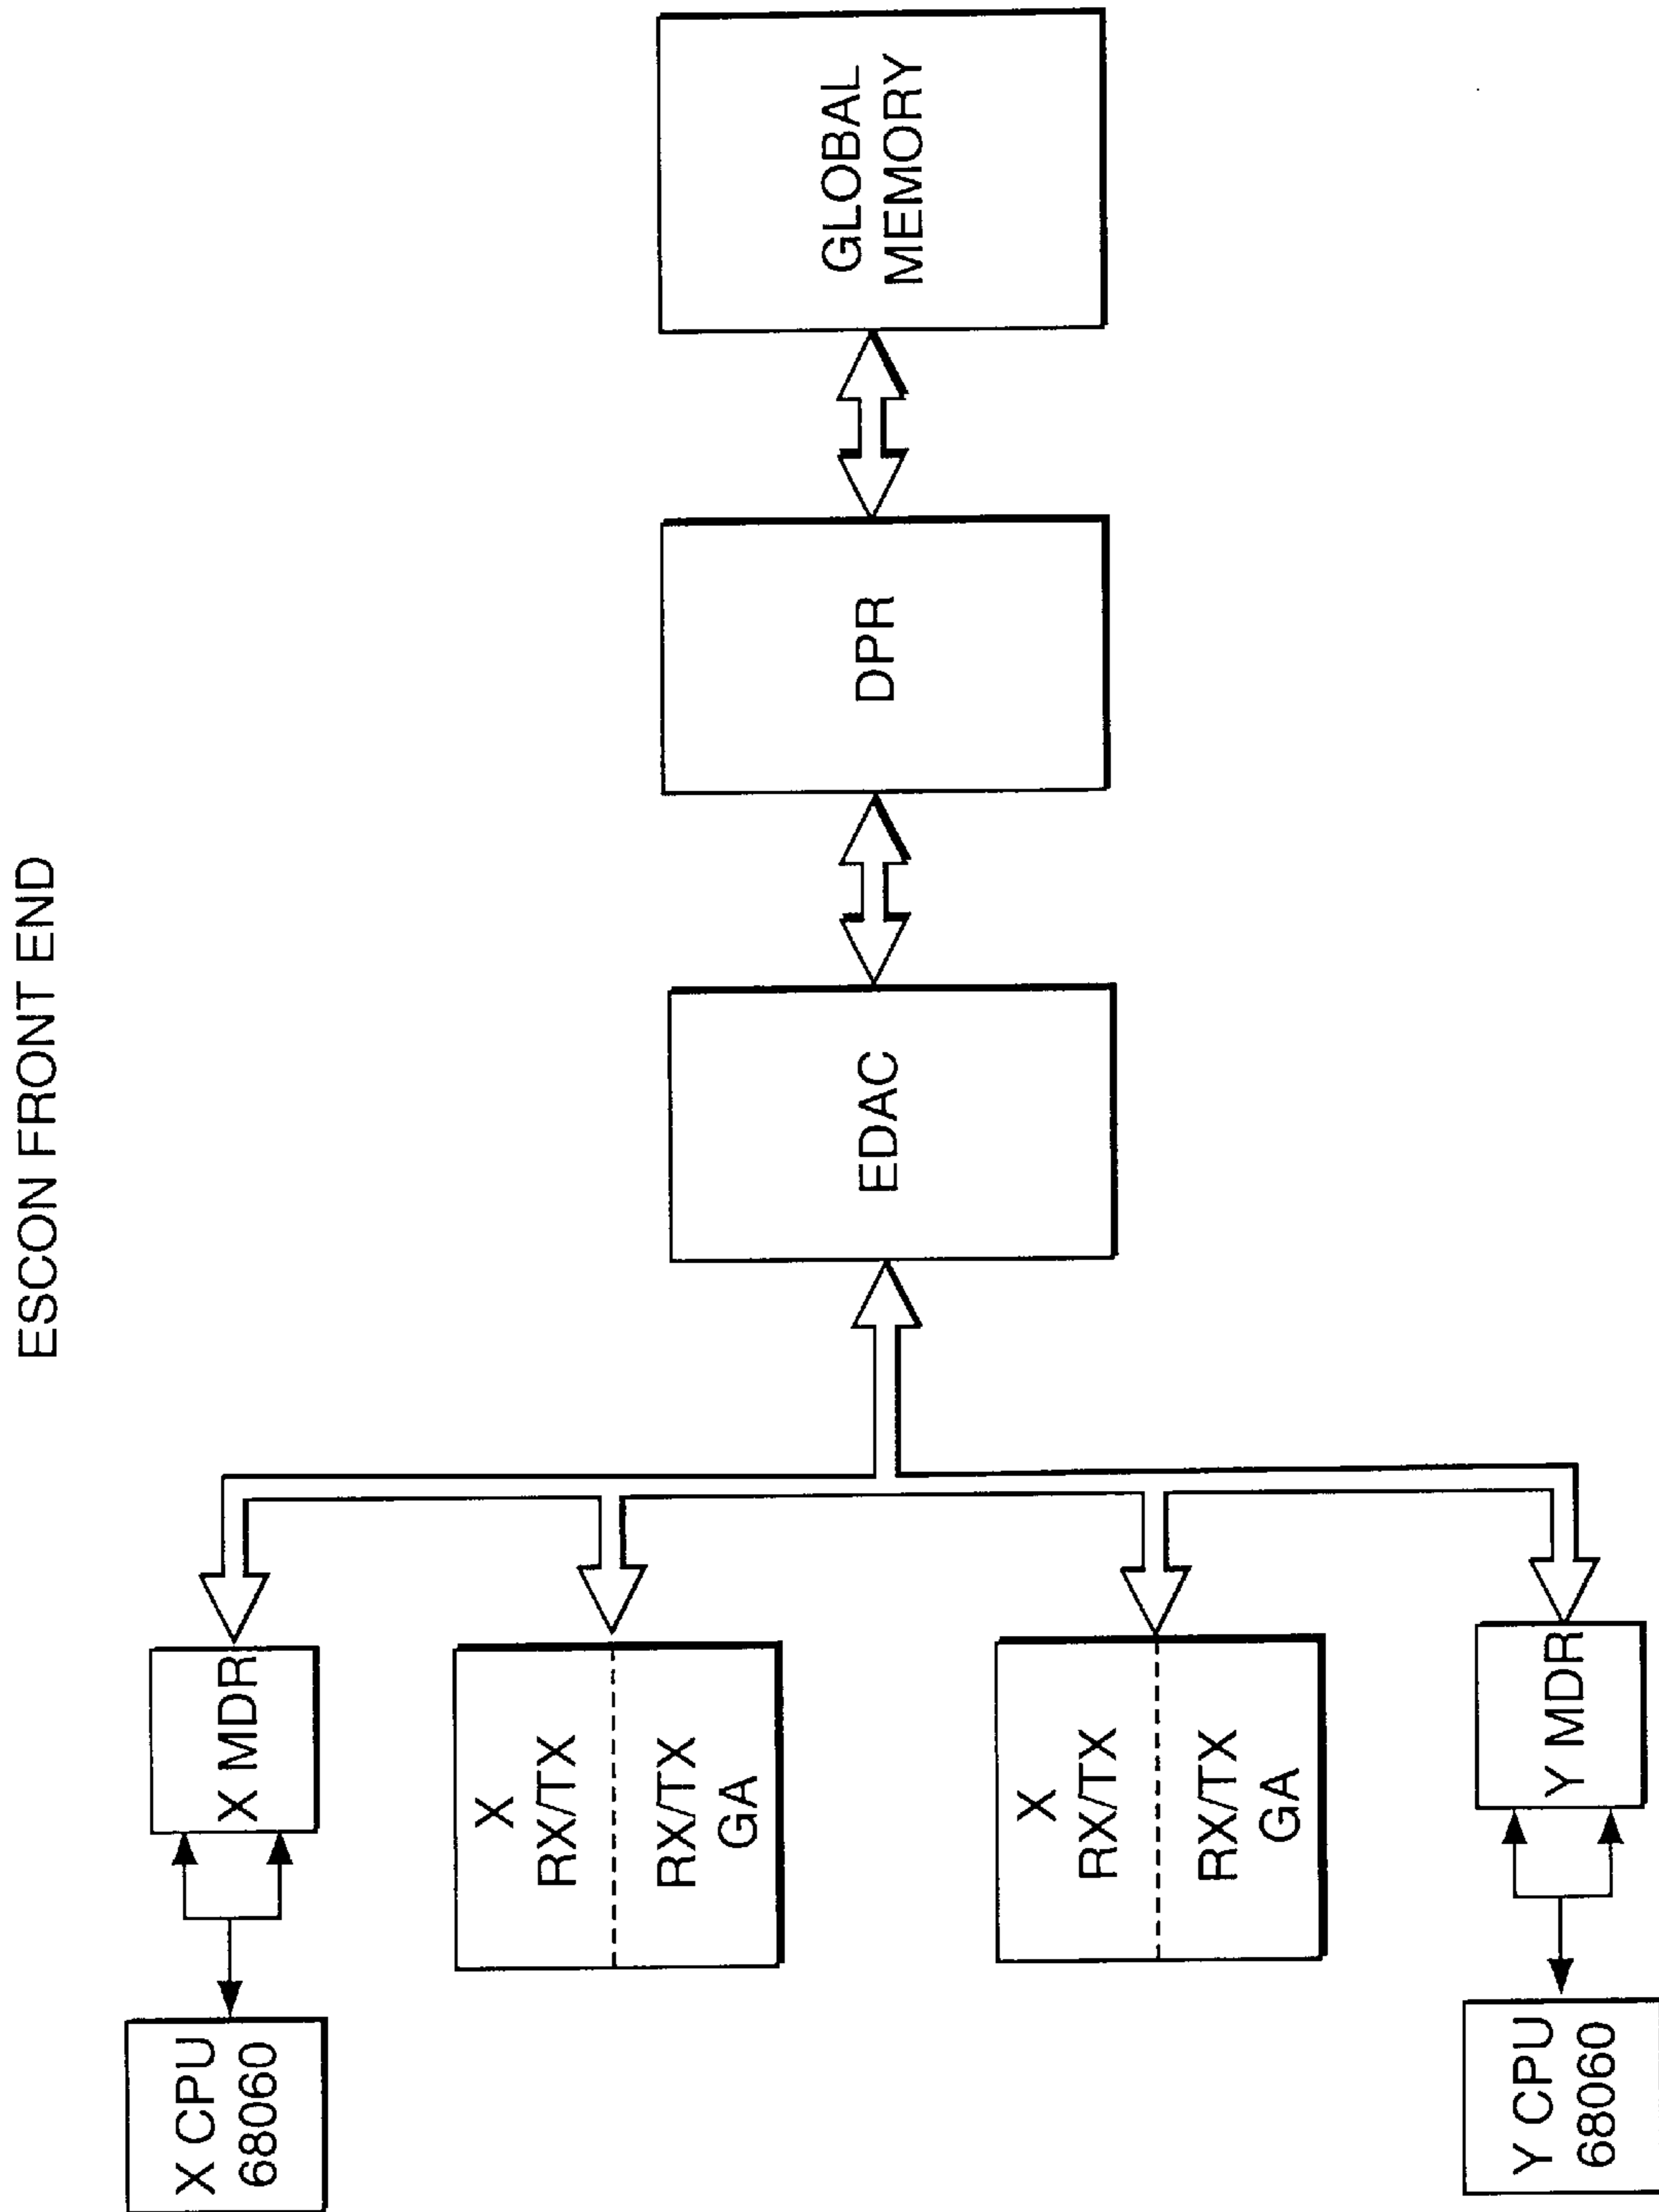 ESCON FRONT END
X CPU
68060
X MDR
X
RX/TX
RX/TX
GA
X
RX/TX
RX/TX
GA
Y CPU
68060
Y MDR
EDAC
DPR
GLOBAL
MEMORY